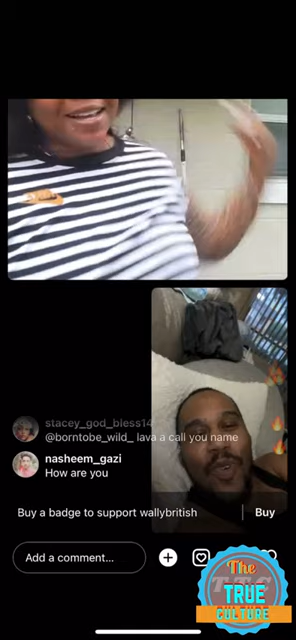 stacey_god_bless14
@borntobe_wild_ lava a call you name
nasheem_gazi
How are you
Buy a badge to support wallybritish
Buy
Add a comment...
The
T.T.C
TRUE
CULTURE